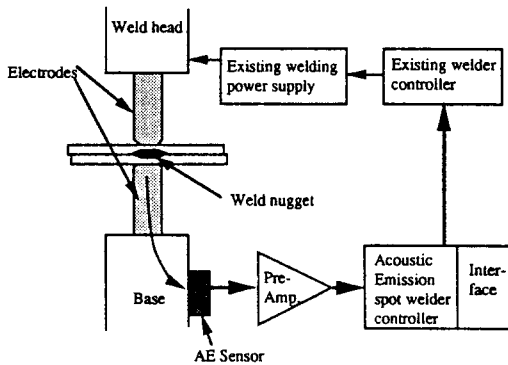 Weld head
Electrodes
Existing welding
power supply
Existing welder
controller
Weld nugget
Base
AE Sensor
Pre-
Amp.
Acoustic
Emission
spot welder
controller
Inter-
face